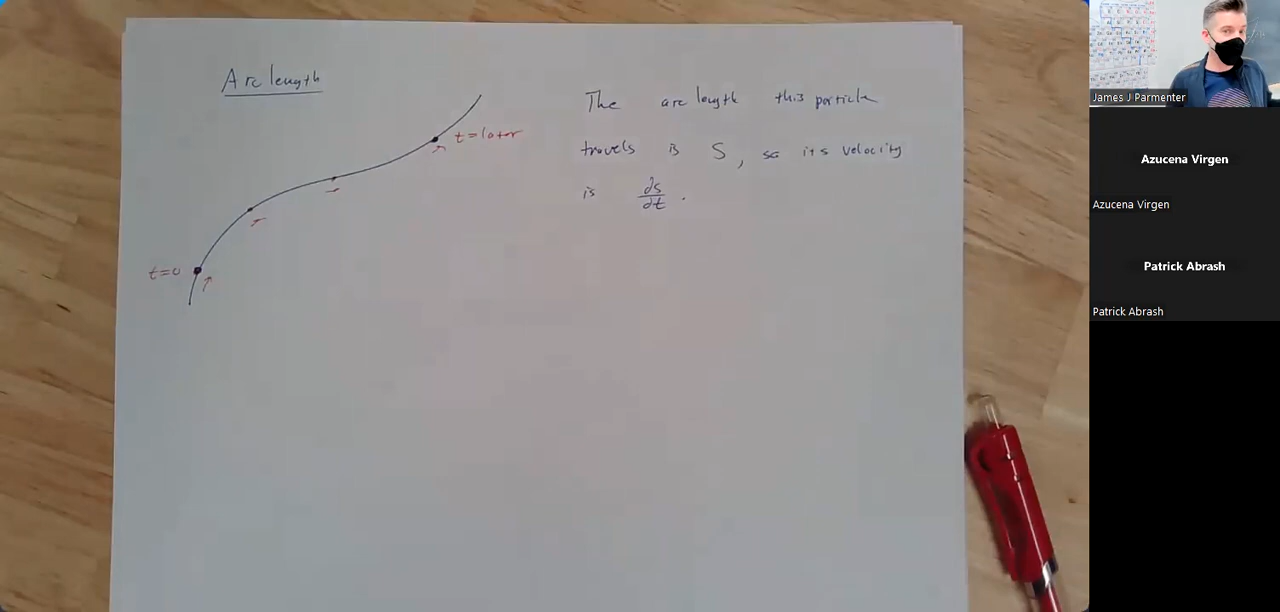 Arc length
t=later
t=0
The arc length this particle
travels is S, so its velocity
is ds/dt.
James J Parmenter
Azucena Virgen
Azucena Virgen
Patrick Abrash
Patrick Abrash